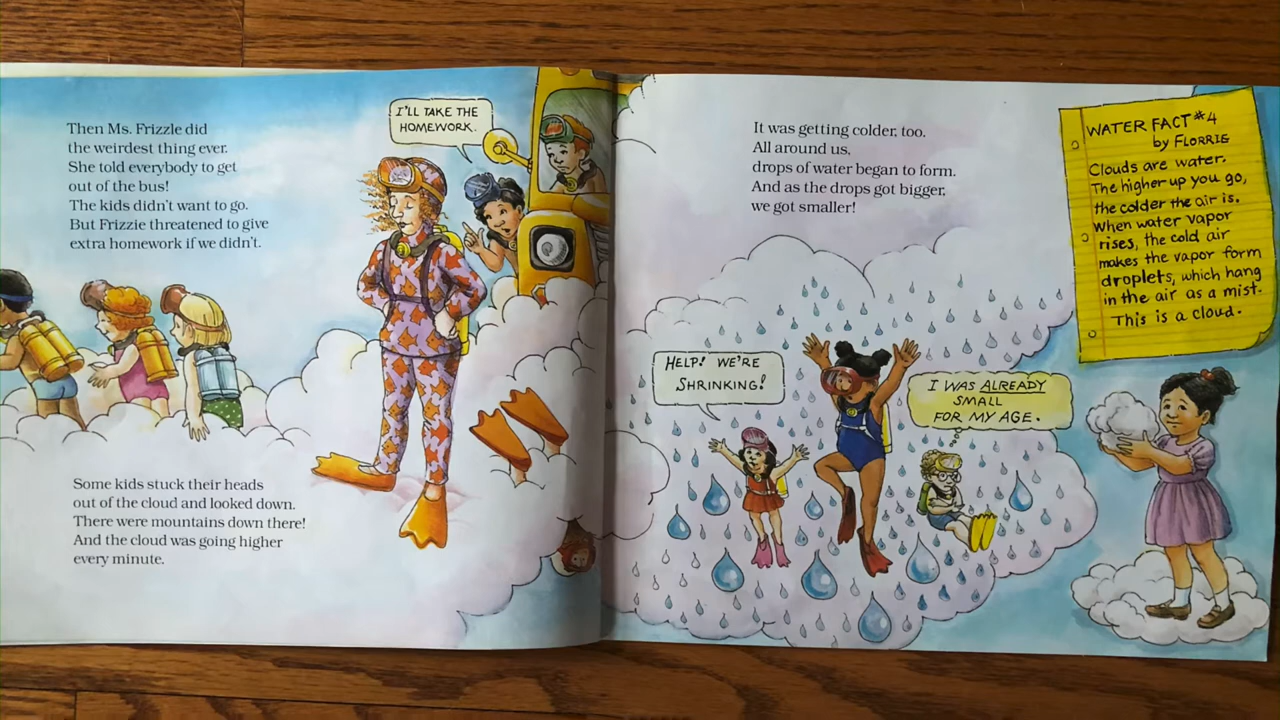 Then Ms. Frizzle did
the weirdest thing ever.
She told everybody to get
out of the bus!
The kids didn't want to go.
But Frizzie threatened to give
extra homework if we didn't.
I'LL TAKE THE
HOMEWORK.
Some kids stuck their heads
out of the cloud and looked down.
There were mountains down there!
And the cloud was going higher
every minute.
It was getting colder, too.
All around us,
drops of water began to form.
And as the drops got bigger,
we got smaller!
HELP! WE'RE
SHRINKING!
I WAS ALREADY
SMALL
FOR MY AGE.
WATER FACT #4
by FLORRIE
Clouds are water.
The higher up you go,
the colder the air is.
When water vapor
rises, the cold air
makes the vapor form
droplets, which hang
in the air as a mist.
This is a cloud.